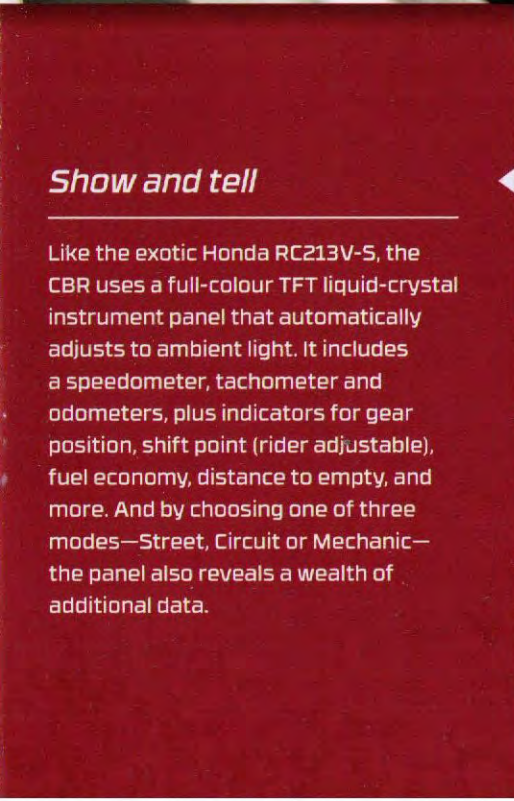 Show and tell
Like the exotic Honda RC213V-S, the
CBR uses a full-colour TFT liquid-crystal
instrument panel that automatically
adjusts to ambient light. It includes
a speedometer, tachometer and
odometers, plus indicators for gear
position, shift point (rider adjustable),
fuel economy, distance to empty, and
more. And by choosing one of three
modes—Street, Circuit or Mechanic—
the panel also reveals a wealth of
additional data.